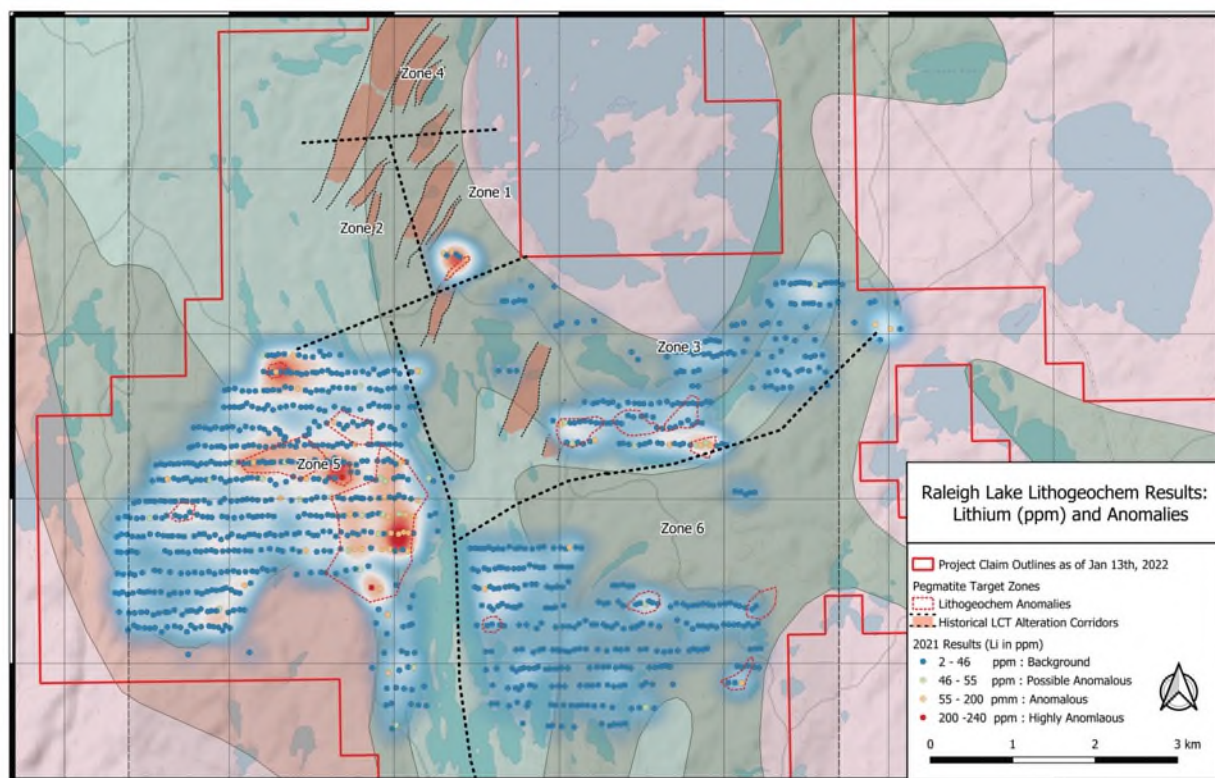 Zone 4
Zone 1
Zone 2
Zone 3
Zone 5
Zone 6
Raleigh Lake Lithogeochem Results:
Lithium (ppm) and Anomalies
Project Claim Outlines as of Jan 13th, 2022
Pegmatite Target Zones
Lithogeochem Anomalies
Historical LCT Alteration Corridors
2021 Results (Li in ppm)
2 - 46 ppm : Background
46 - 55 ppm : Possible Anomalous
55 - 200 pmm : Anomalous
200 -240 ppm : Highly Anomlaous
0 1 2 3 km